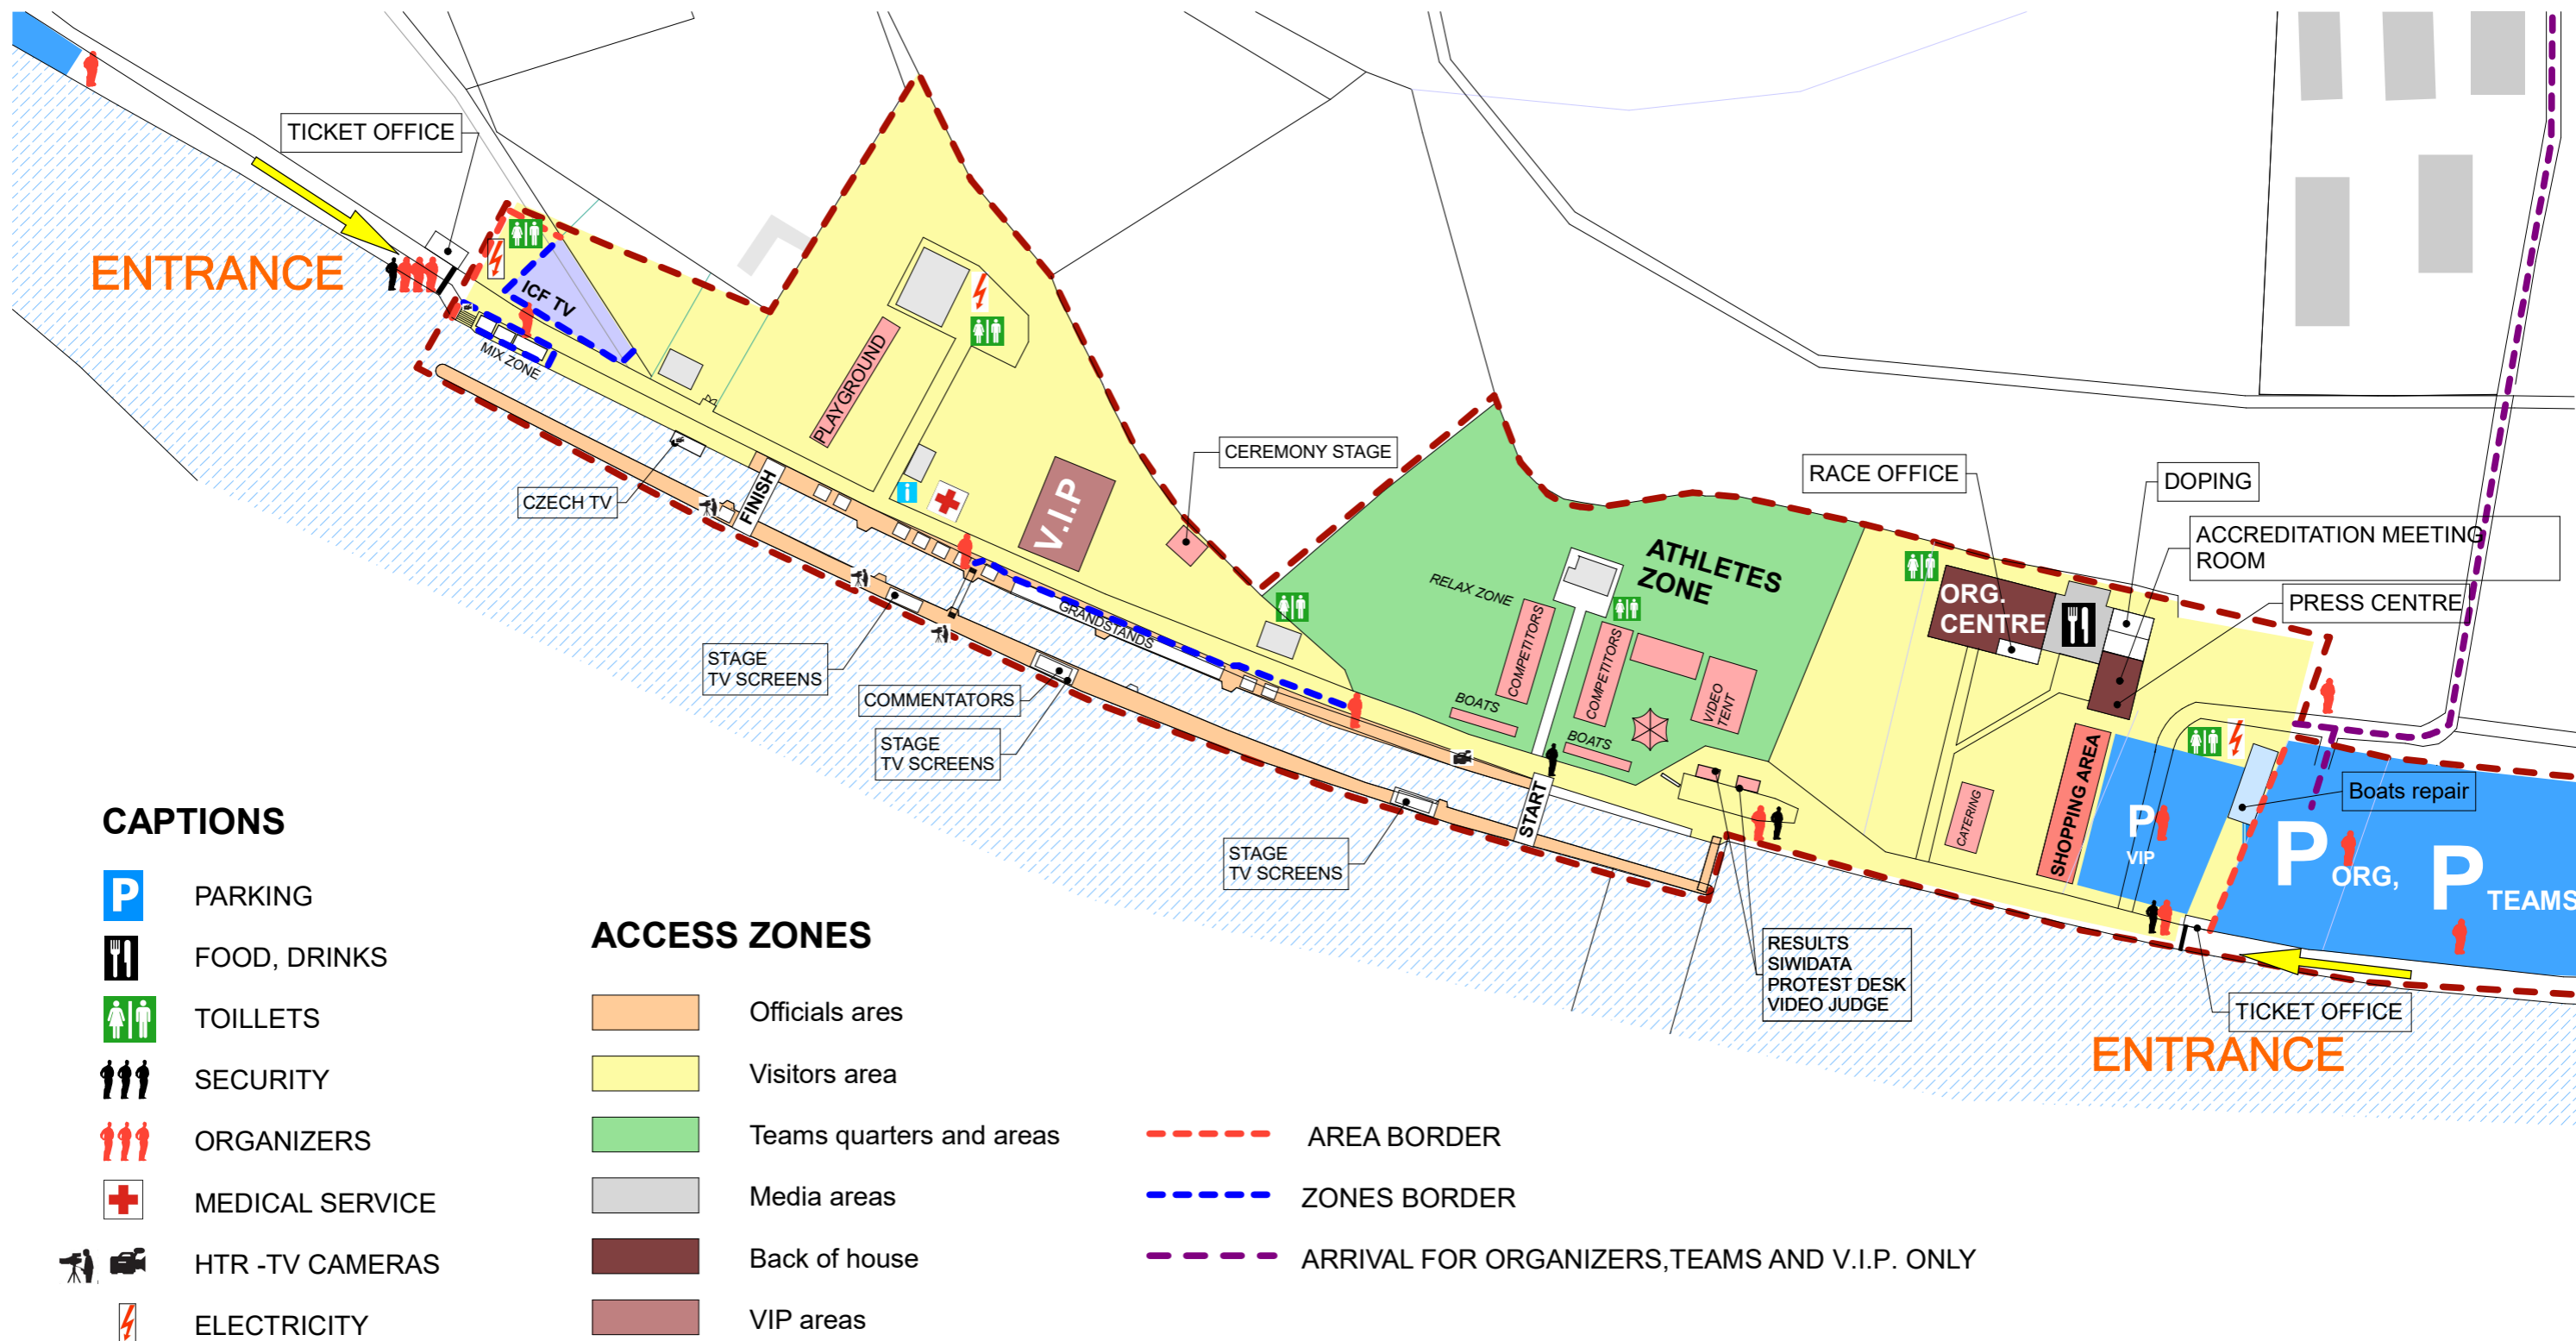 TICKET OFFICE
ENTRANCE
ICF TV
MIX ZONE
PLAYGROUND
CZECH TV
FINISH
i
V.I.P
CEREMONY STAGE
GRANDSTANDS
STAGE
TV SCREENS
COMMENTATORS
STAGE
TV SCREENS
STAGE
TV SCREENS
START
RELAX ZONE
ATHLETES
ZONE
COMPETITORS
COMPETITORS
BOATS
BOATS
VIDEO
TENT
RACE OFFICE
DOPING
ACCREDITATION MEETING
ROOM
PRESS CENTRE
ORG.
CENTRE
CATERING
SHOPPING AREA
P
VIP
Boats repair
P ORG,
P TEAMS
RESULTS
SIWIDATA
PROTEST DESK
VIDEO JUDGE
TICKET OFFICE
ENTRANCE
CAPTIONS
P PARKING
FOOD, DRINKS
TOILLETS
SECURITY
ORGANIZERS
MEDICAL SERVICE
HTR -TV CAMERAS
ELECTRICITY
ACCESS ZONES
Officials ares
Visitors area
Teams quarters and areas
Media areas
Back of house
VIP areas
AREA BORDER
ZONES BORDER
ARRIVAL FOR ORGANIZERS,TEAMS AND V.I.P. ONLY